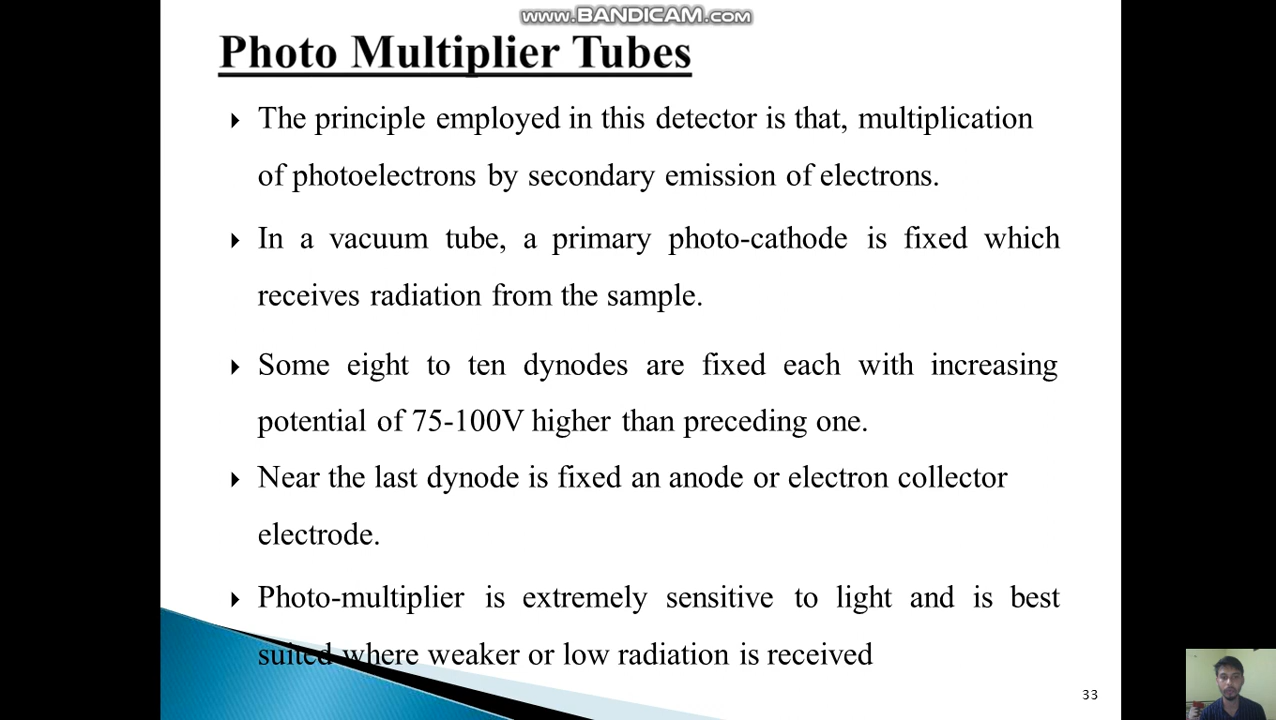 www.BANDICAM.com
Photo Multiplier Tubes
The principle employed in this detector is that, multiplication
of photoelectrons by secondary emission of electrons.
In a vacuum tube, a primary photo-cathode is fixed which
receives radiation from the sample.
Some eight to ten dynodes are fixed each with increasing
potential of 75-100V higher than preceding one.
Near the last dynode is fixed an anode or electron collector
electrode.
Photo-multiplier is extremely sensitive to light and is best
suited where weaker or low radiation is received
33